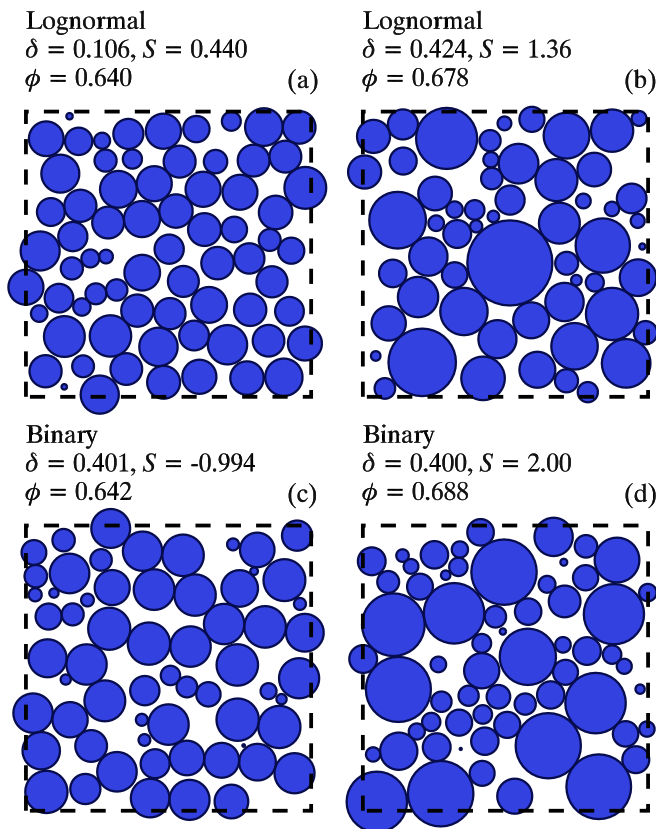 Lognormal
δ = 0.106, S = 0.440
ϕ = 0.640
(a)
Lognormal
δ = 0.424, S = 1.36
ϕ = 0.678
(b)
Binary
δ = 0.401, S = -0.994
ϕ = 0.642
(c)
Binary
δ = 0.400, S = 2.00
ϕ = 0.688
(d)